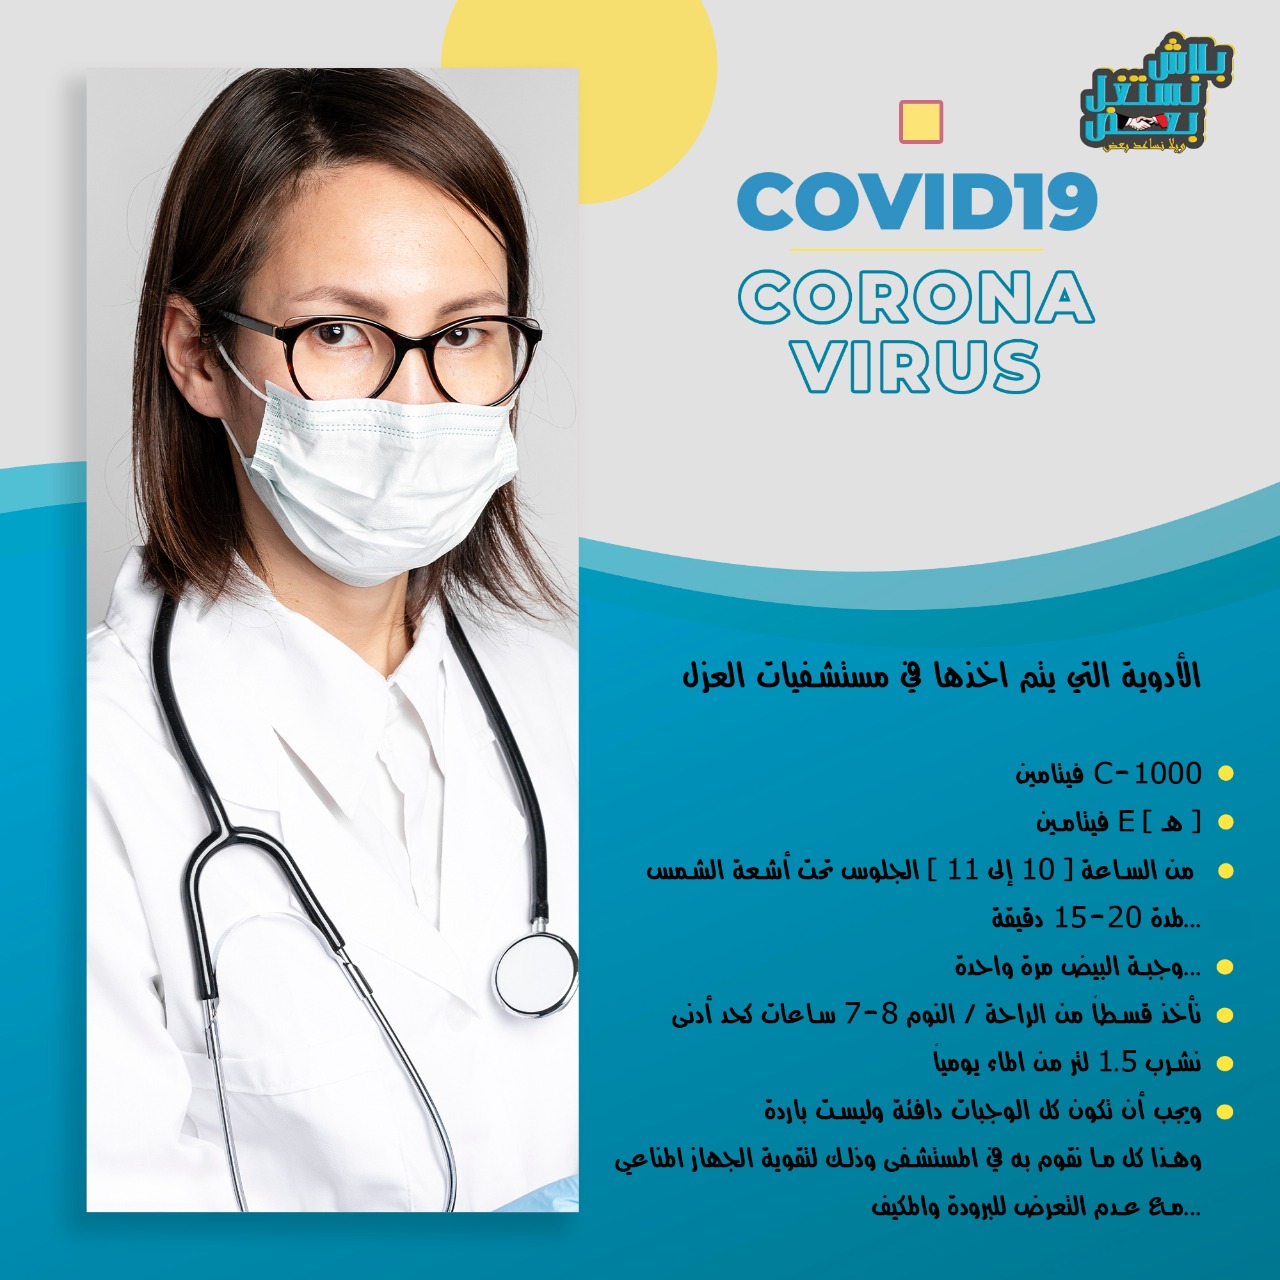 بلاش
نستغل
بعض
ويلا نساعد بعض
COVID19
CORONA
VIRUS
الأدوية التي يتم اخذها في مستشفيات العزل
C-1000 فيتامين
[ هـ ] E فيتامين
من الساعة [ 10 إلى 11 ] الجلوس تحت أشعة الشمس
...لمدة 20-15 دقيقة
...وجبة البيض مرة واحدة
نأخذ قسطاً من الراحة / النوم 8-7 ساعات كحد أدنى
نشرب 1.5 لتر من الماء يومياً
ويجب أن تكون كل الوجبات دافئة وليست باردة
وهذا كل ما نقوم به في المستشفى وذلك لتقوية الجهاز المناعي
...مع عدم التعرض للبرودة والمكيف